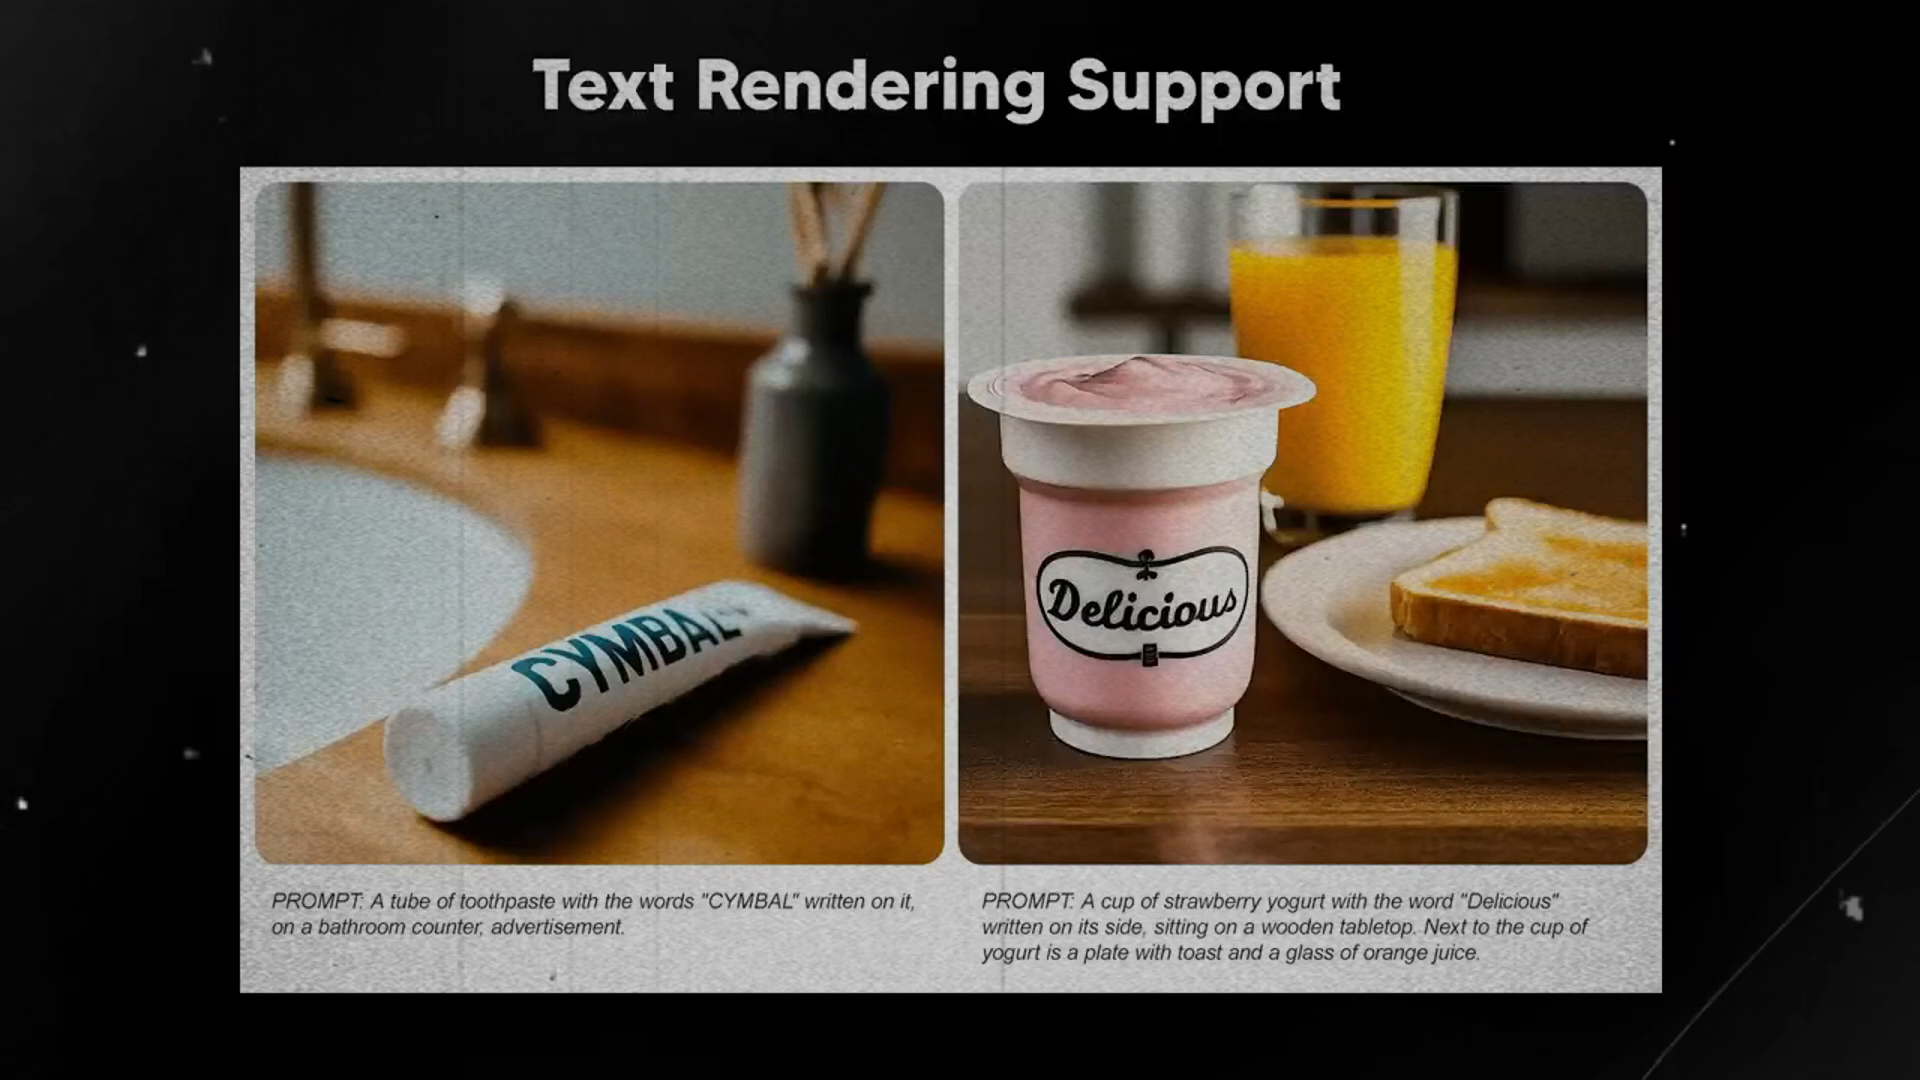 Text Rendering Support
CYMBAL
Delicious
PROMPT: A tube of toothpaste with the words "CYMBAL" written on it,
on a bathroom counter, advertisement.
PROMPT: A cup of strawberry yogurt with the word "Delicious"
written on its side, sitting on a wooden tabletop. Next to the cup of
yogurt is a plate with toast and a glass of orange juice.